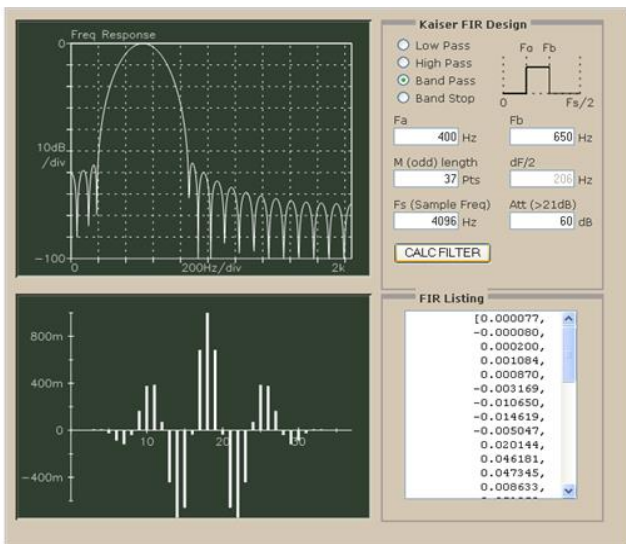 Freq Response
0
10dB
/div
-100
0
200Hz/div
2k
Kaiser FIR Design
Low Pass
High Pass
Band Pass
Band Stop
Fa Fb
0
Fs/2
Fa
Fb
400 Hz
650 Hz
M (odd) length
dF/2
37 Pts
206 Hz
Fs (Sample Freq)
Att (>21dB)
4096 Hz
60 dB
CALC FILTER
800m
400m
0
-400m
10
20
30
FIR Listing
[0.000077,
-0.000080,
0.000200,
0.001084,
0.000870,
-0.003169,
-0.010650,
-0.014619,
-0.005047,
0.020144,
0.046181,
0.047345,
0.008633,